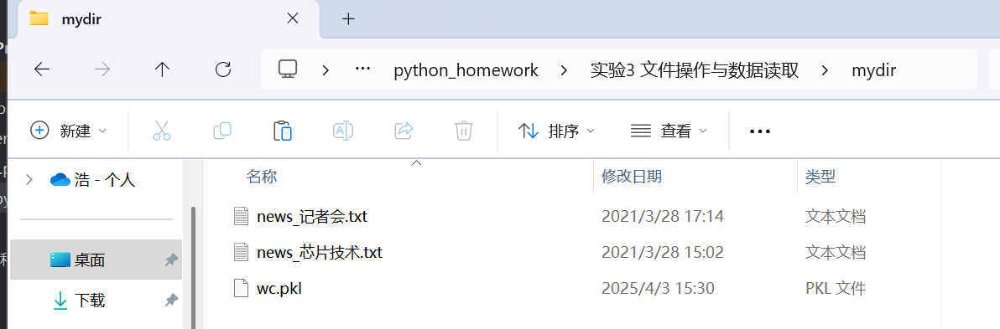 mydir
python_homework 实验3 文件操作与数据读取 mydir
新建 排序 查看
浩 - 个人
名称 修改日期 类型
news_记者会.txt 2021/3/28 17:14 文本文档
news_芯片技术.txt 2021/3/28 15:02 文本文档
wc.pkl 2025/4/3 15:30 PKL 文件
桌面
下载